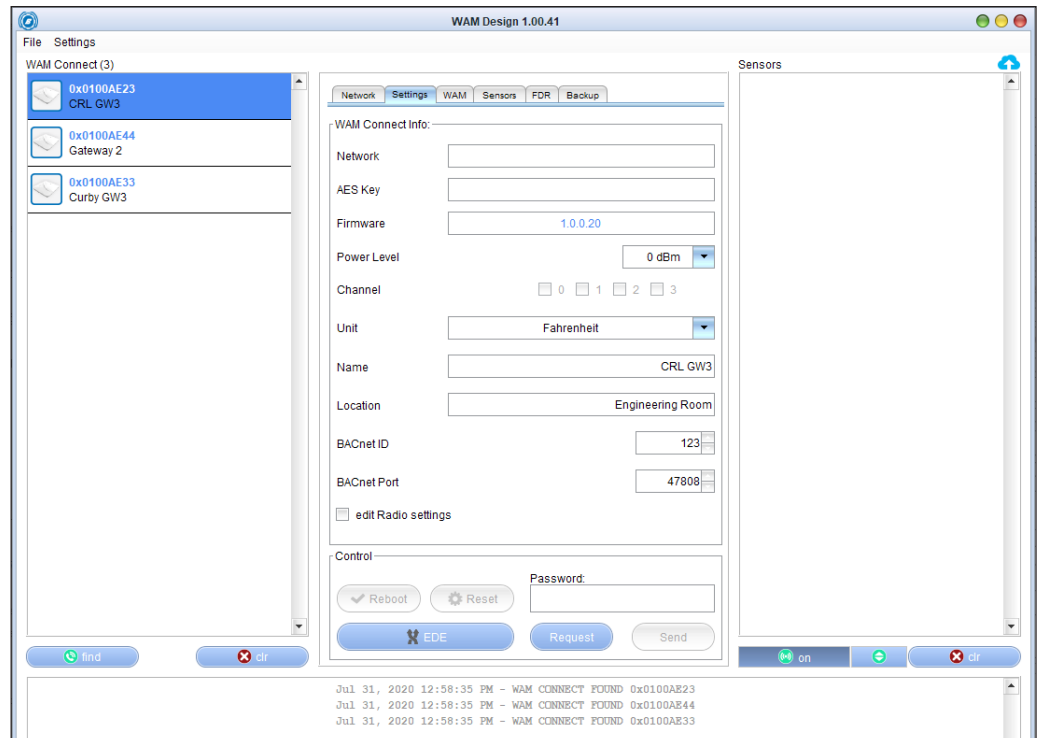 WAM Design 1.00.41
File Settings
WAM Connect (3)
0x0100AE23
CRL GW3
0x0100AE44
Gateway 2
0x0100AE33
Curby GW3
find
clr
Network Settings WAM Sensors FDR Backup
WAM Connect Info:
Network
AES Key
Firmware 1.0.0.20
Power Level 0 dBm
Channel 0 1 2 3
Unit Fahrenheit
Name CRL GW3
Location Engineering Room
BACnet ID 123
BACnet Port 47808
edit Radio settings
Control
Password:
Reboot Reset
EDE Request Send
Sensors
on
clr
Jul 31, 2020 12:58:35 PM - WAM CONNECT FOUND 0x0100AE23
Jul 31, 2020 12:58:35 PM - WAM CONNECT FOUND 0x0100AE44
Jul 31, 2020 12:58:35 PM - WAM CONNECT FOUND 0x0100AE33